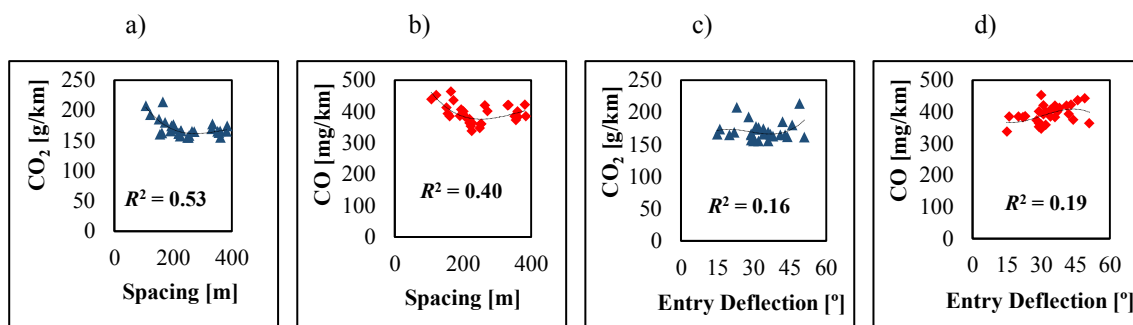 a)
b)
c)
d)
CO2 [g/km]
250
200
150
100
50
0
R² = 0.53
0
200
400
Spacing [m]
CO [mg/km]
500
400
300
200
100
0
R² = 0.40
0
200
400
Spacing [m]
CO2 [g/km]
250
200
150
100
50
0
R² = 0.16
0
15
30
45
60
Entry Deflection [º]
CO [mg/km]
500
400
300
200
100
0
R² = 0.19
0
15
30
45
60
Entry Deflection [º]